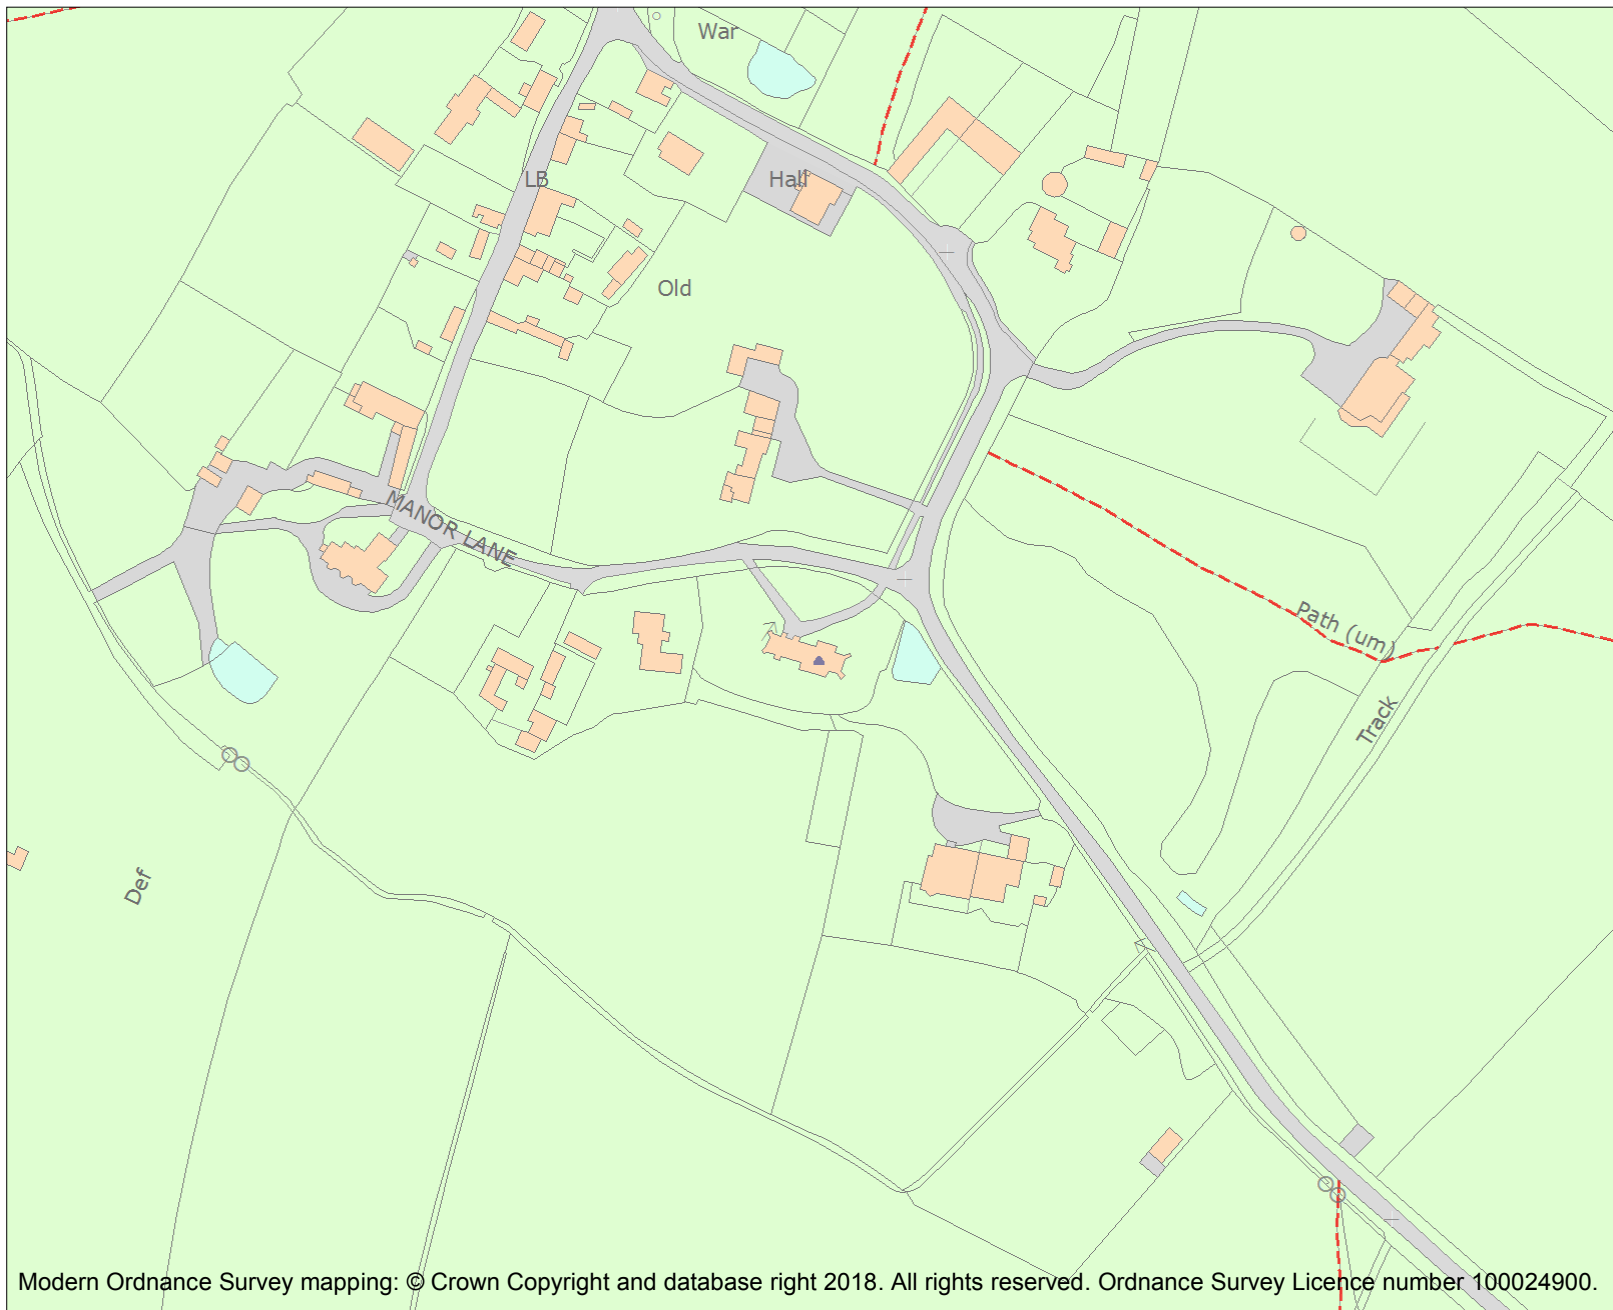 War
LB
Hall
Old
MANOR LANE
Path (um)
Track
Def
Modern Ordnance Survey mapping: © Crown Copyright and database right 2018. All rights reserved. Ordnance Survey Licence number 100024900.